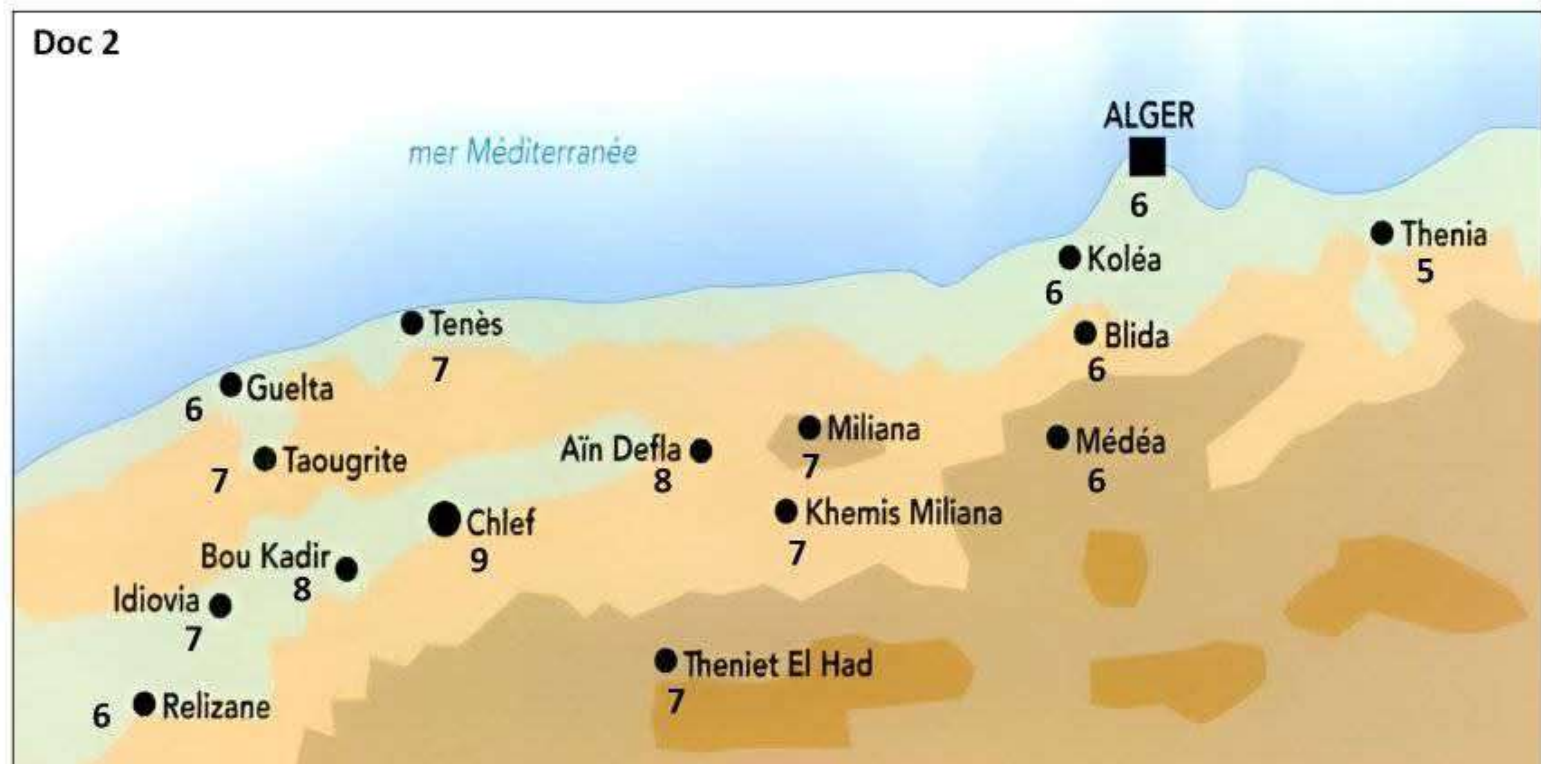 Doc 2
ALGER
mer Méditerranée
6
Thenia
5
Koléa
6
Tenès
7
Blida
6
Guelta
6
Miliana
7
Médéa
6
Aïn Defla
8
Taougrite
7
Chlef
9
Khemis Miliana
7
Bou Kadir
8
Idiovia
7
Theniet El Had
7
Relizane
6